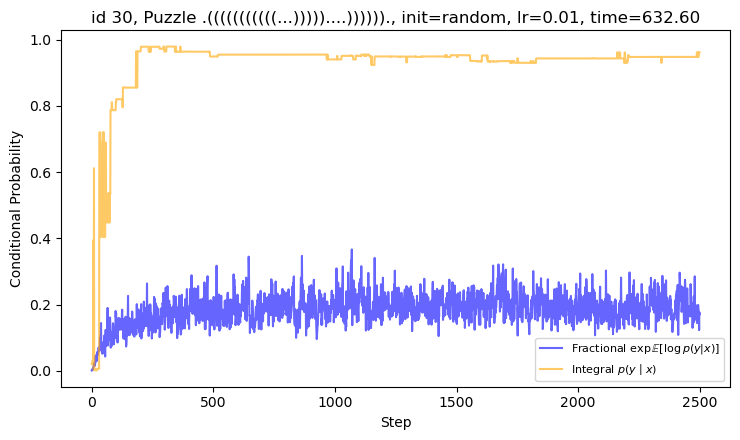 id 30, Puzzle .(((((((((((...)))))....))))))., init=random, lr=0.01, time=632.60
Conditional Probability
1.0
0.8
0.6
0.4
0.2
0.0
0
500
1000
1500
2000
2500
Step
Fractional exp𝔼[log p(y|x)]
Integral p(y | x)